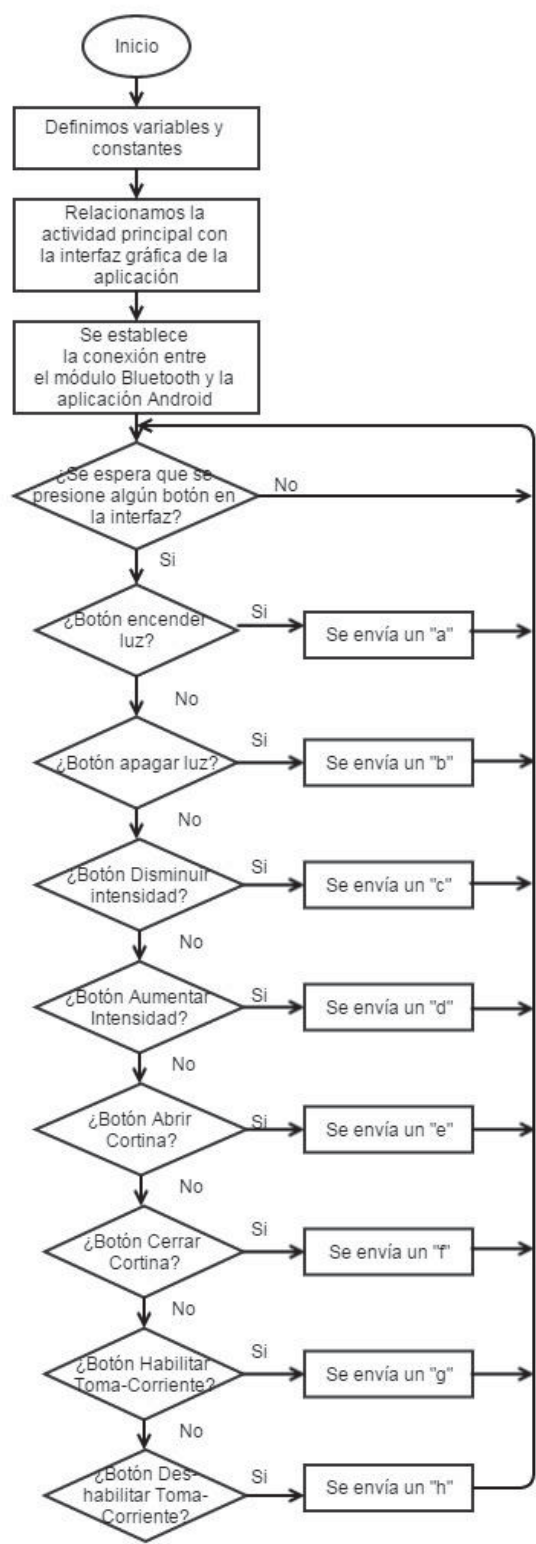 Inicio
Definimos variables y
constantes
Relacionamos la
actividad principal con
la interfaz gráfica de la
aplicación
Se establece
la conexión entre
el módulo Bluetooth y la
aplicación Android
¿Se espera que se
presione algún botón en
la interfaz?
No
Si
¿Botón encender
luz?
Si
Se envía un "a"
No
¿Botón apagar luz?
Si
Se envía un "b"
No
¿Botón Disminuir
intensidad?
Si
Se envía un "c"
No
¿Botón Aumentar
Intensidad?
Si
Se envía un "d"
No
¿Botón Abrir
Cortina?
Si
Se envía un "e"
No
¿Botón Cerrar
Cortina?
Si
Se envía un "f"
No
¿Botón Habilitar
Toma-Corriente?
Si
Se envía un "g"
No
¿Botón Des-
habilitar Toma-
Corriente?
Si
Se envía un "h"